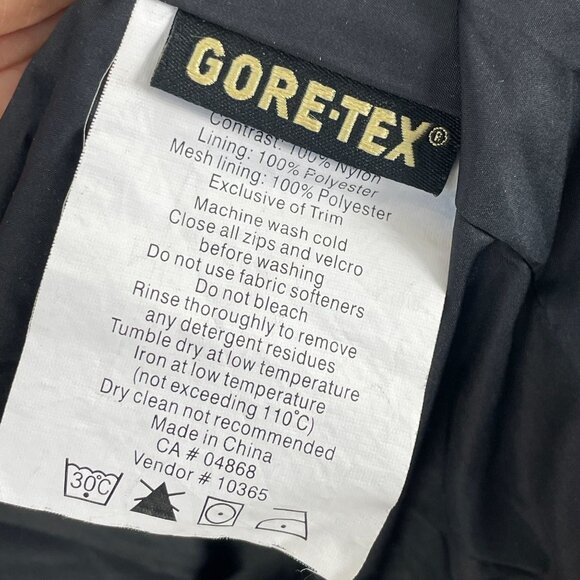 GORE-TEX®
Contrast: 100% Nylon
Lining: 100% Polyester
Mesh lining: 100% Polyester
Exclusive of Trim
Machine wash cold
Close all zips and velcro
before washing
Do not use fabric softeners
Do not bleach
Rinse thoroughly to remove
any detergent residues
Tumble dry at low temperature
Iron at low temperature
(not exceeding 110°C)
Dry clean not recommended
Made in China
CA # 04868
Vendor # 10365
30°C